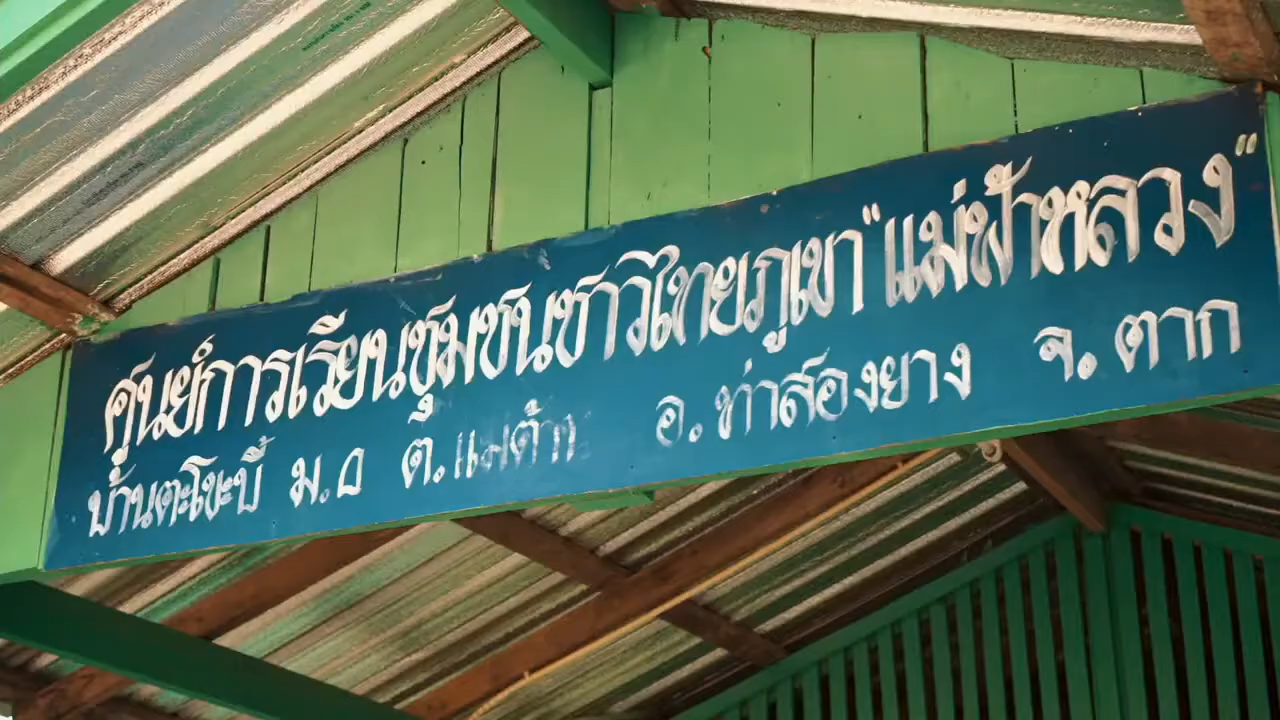 ศูนย์การเรียนชุมชนชาวไทยภูเขา "แม่ฟ้าหลวง"
บ้านตะโขะบี้ ม.๘ ต.แม่ต้าน อ.ท่าสองยาง จ.ตาก